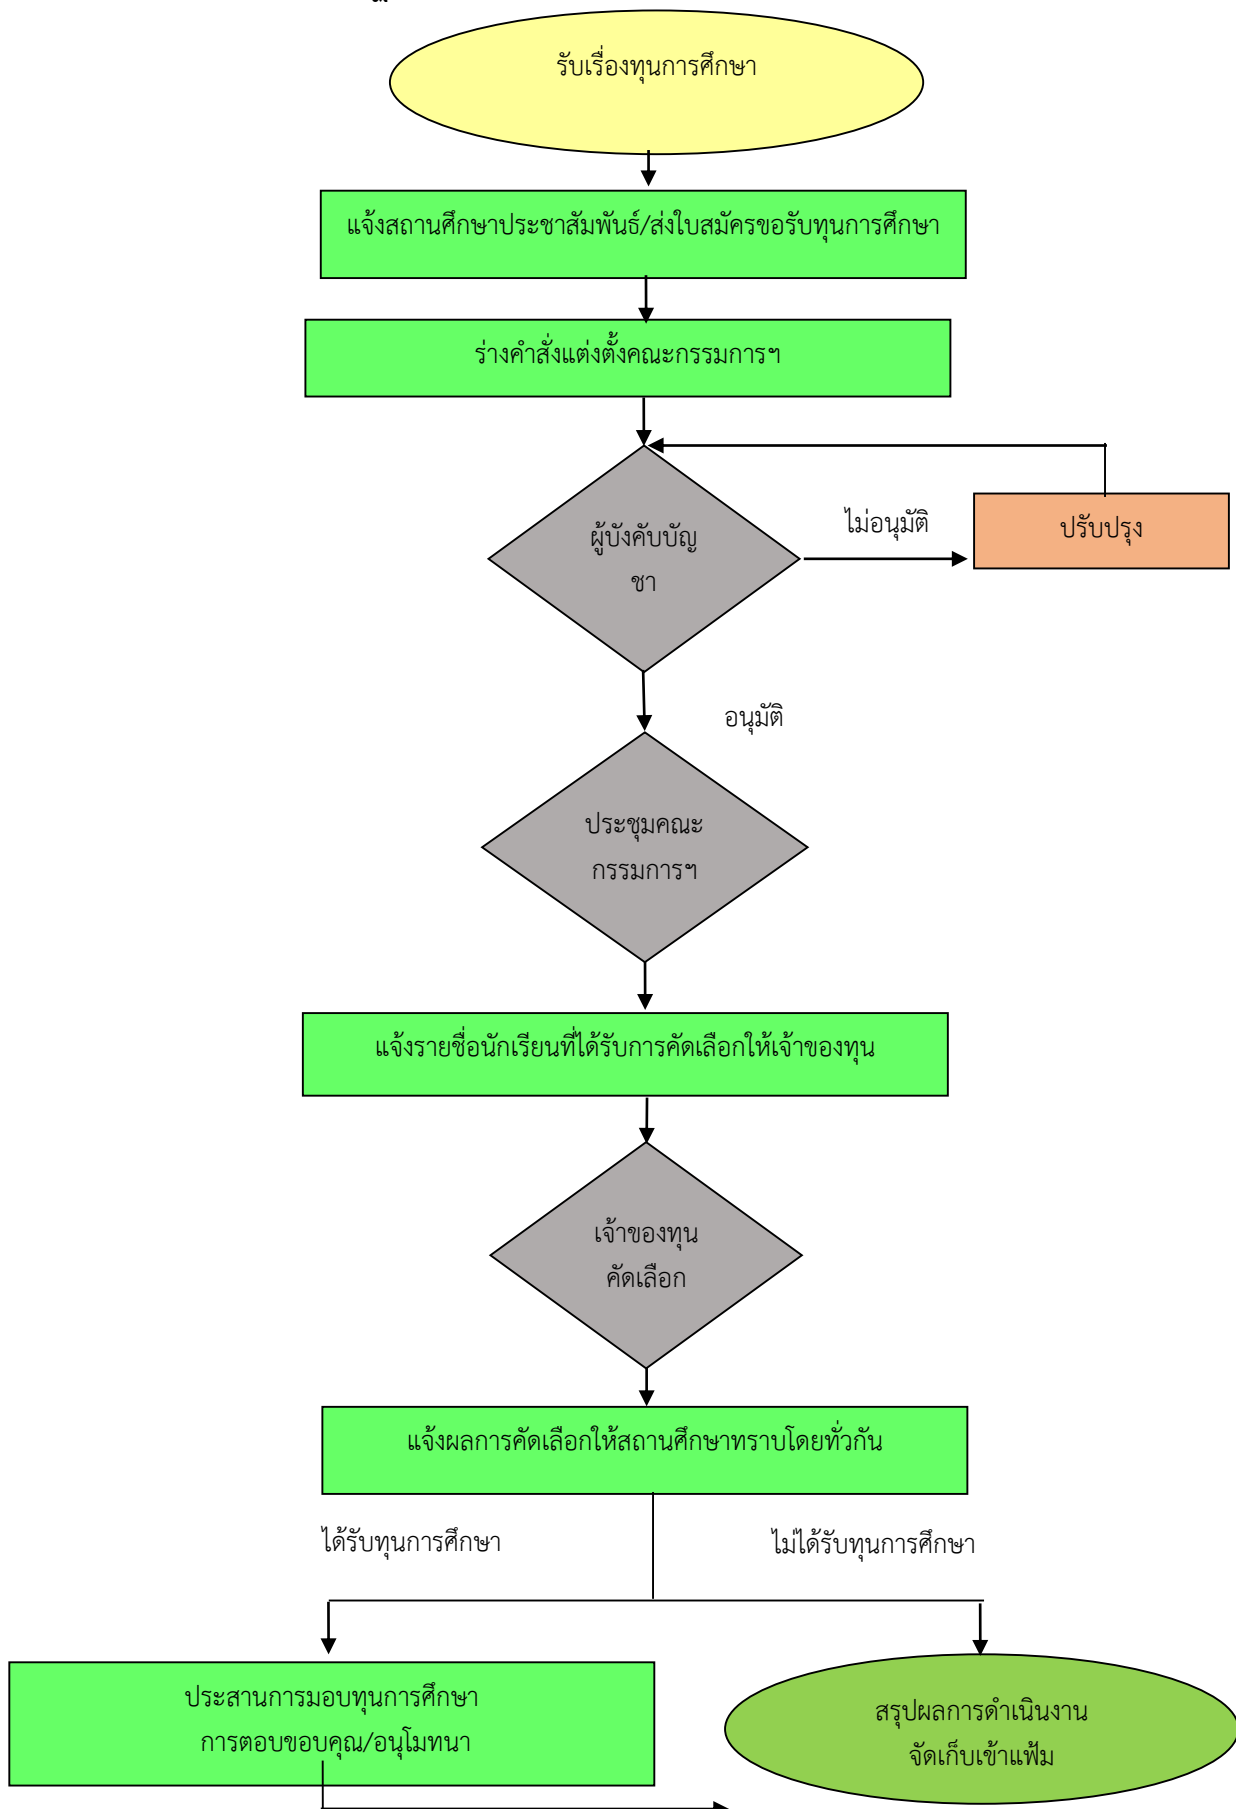 รับเรื่องทุนการศึกษา
แจ้งสถานศึกษาประชาสัมพันธ์/ส่งใบสมัครขอรับทุนการศึกษา
ร่างคำสั่งแต่งตั้งคณะกรรมการฯ
ไม่อนุมัติ
ปรับปรุง
ผู้บังคับบัญ
ชา
อนุมัติ
ประชุมคณะ
กรรมการฯ
แจ้งรายชื่อนักเรียนที่ได้รับการคัดเลือกให้เจ้าของทุน
เจ้าของทุน
คัดเลือก
แจ้งผลการคัดเลือกให้สถานศึกษาทราบโดยทั่วกัน
ได้รับทุนการศึกษา
ไม่ได้รับทุนการศึกษา
ประสานการมอบทุนการศึกษา
การตอบขอบคุณ/อนุโมทนา
สรุปผลการดำเนินงาน
จัดเก็บเข้าแฟ้ม